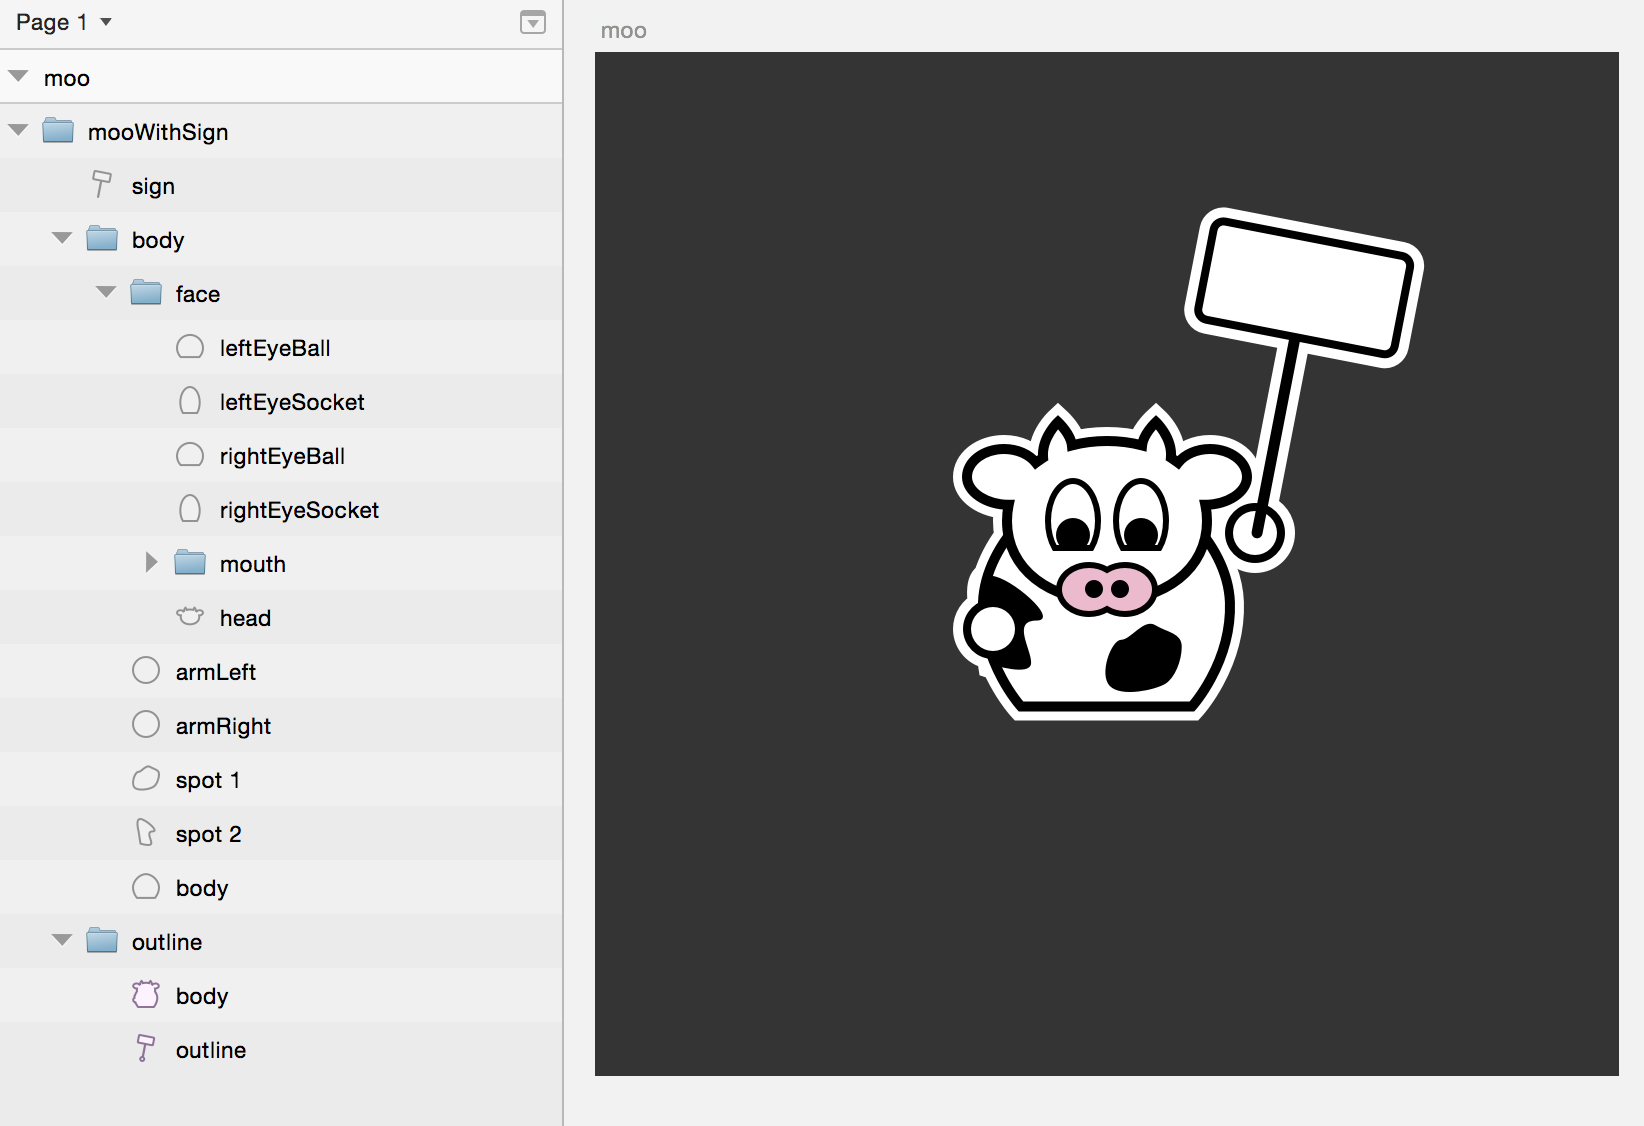 Page 1
moo
moo
mooWithSign
sign
body
face
leftEyeBall
leftEyeSocket
rightEyeBall
rightEyeSocket
mouth
head
armLeft
armRight
spot 1
spot 2
body
outline
body
outline